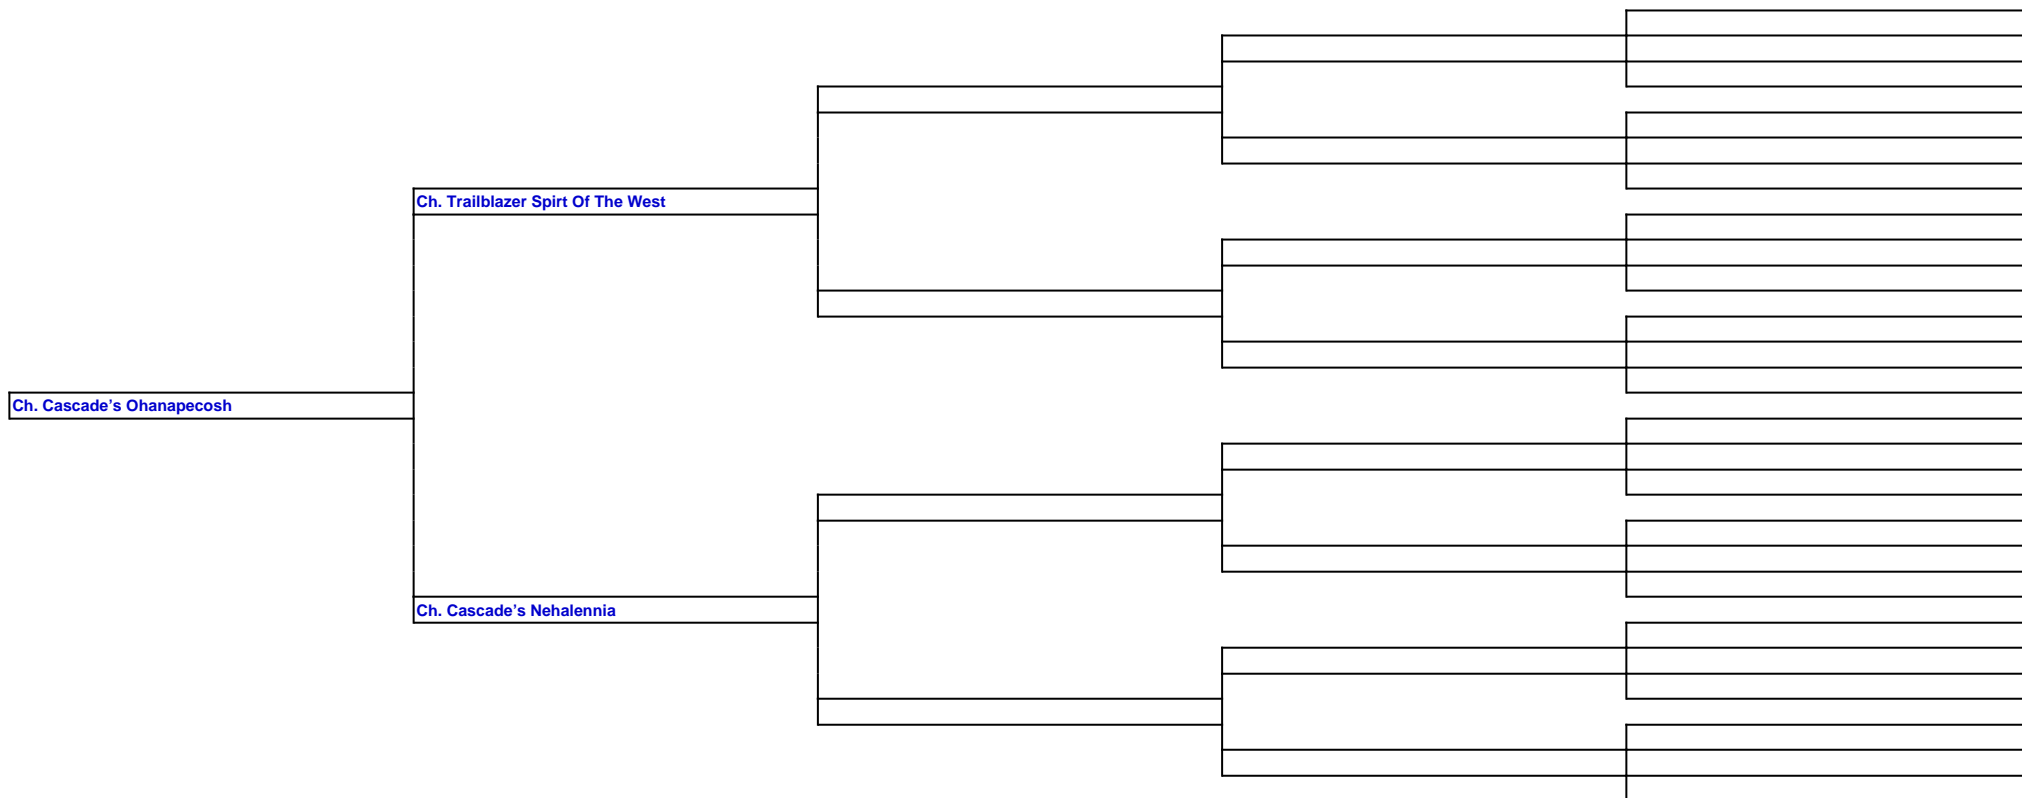 Ch. Trailblazer Spirt Of The West
Ch. Cascade’s Ohanapecosh
Ch. Cascade’s Nehalennia